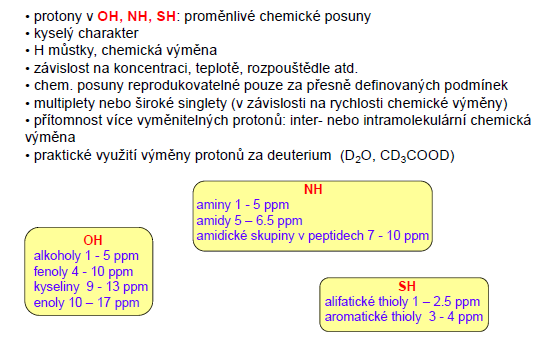 • protony v OH, NH, SH: proměnlivé chemické posuny
• kyselý charakter
• H můstky, chemická výměna
• závislost na koncentraci, teplotě, rozpouštědle atd.
• chem. posuny reprodukovatelné pouze za přesně definovaných podmínek
• multiplety nebo široké singlety (v závislosti na rychlosti chemické výměny)
• přítomnost více vyměnitelných protonů: inter- nebo intramolekulární chemická
výměna
• praktické využití výměny protonů za deuterium (D₂O, CD₃COOD)
NH
aminy 1 - 5 ppm
amidy 5 – 6.5 ppm
amidické skupiny v peptidech 7 - 10 ppm
OH
alkoholy 1 - 5 ppm
fenoly 4 - 10 ppm
kyseliny 9 - 13 ppm
enoly 10 – 17 ppm
SH
alifatické thioly 1 – 2.5 ppm
aromatické thioly 3 - 4 ppm